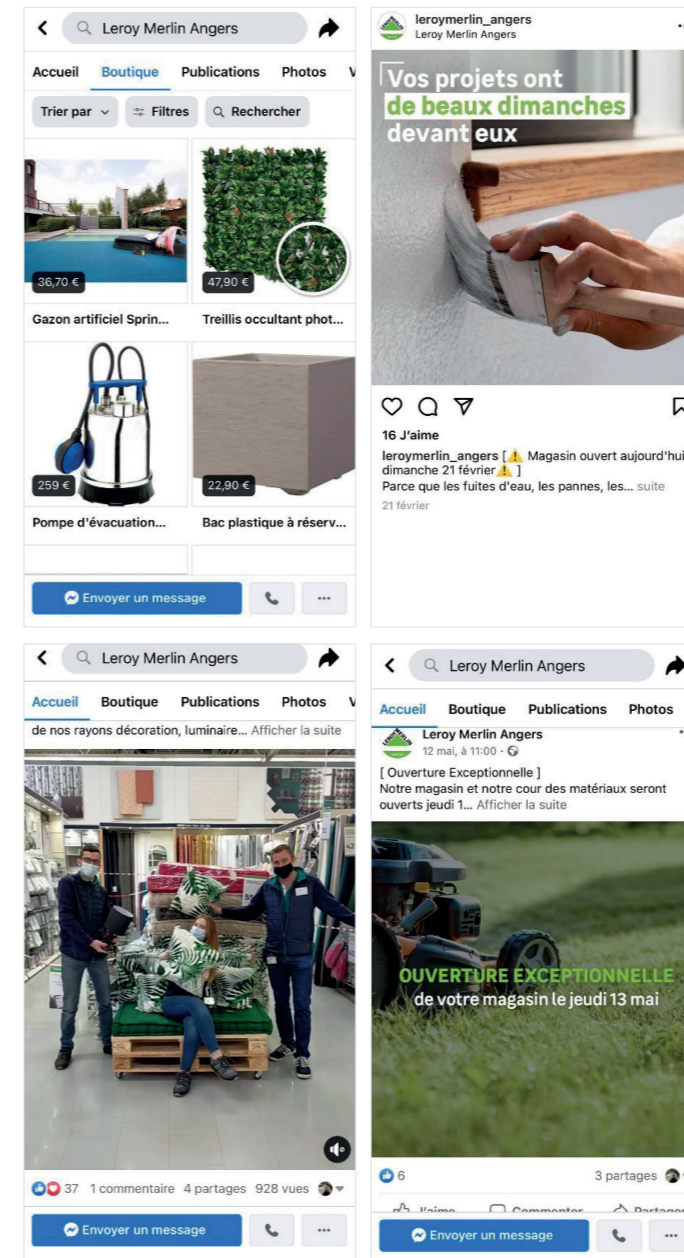 Leroy Merlin Angers
Accueil Boutique Publications Photos V
Trier par Filtres Rechercher
36,70 €
47,90 €
Gazon artificiel Sprin...
Treillis occultant phot...
259 €
22,90 €
Pompe d'évacuation...
Bac plastique à réserv...
Envoyer un message
leroymerlin_angers
Leroy Merlin Angers
Vos projets ont
de beaux dimanches
devant eux
16 J'aime
leroymerlin_angers [⚠️ Magasin ouvert aujourd'hui
dimanche 21 février⚠️ ]
Parce que les fuites d'eau, les pannes, les... suite
21 février
Leroy Merlin Angers
Accueil Boutique Publications Photos V
de nos rayons décoration, luminaire... Afficher la suite
37 1 commentaire 4 partages 928 vues
Envoyer un message
Leroy Merlin Angers
Accueil Boutique Publications Photos
Leroy Merlin Angers
12 mai, à 11:00
[ Ouverture Exceptionnelle ]
Notre magasin et notre cour des matériaux seront
ouverts jeudi 1... Afficher la suite
OUVERTURE EXCEPTIONNELLE
de votre magasin le jeudi 13 mai
6 3 partages
J'aime Commenter Partager
Envoyer un message